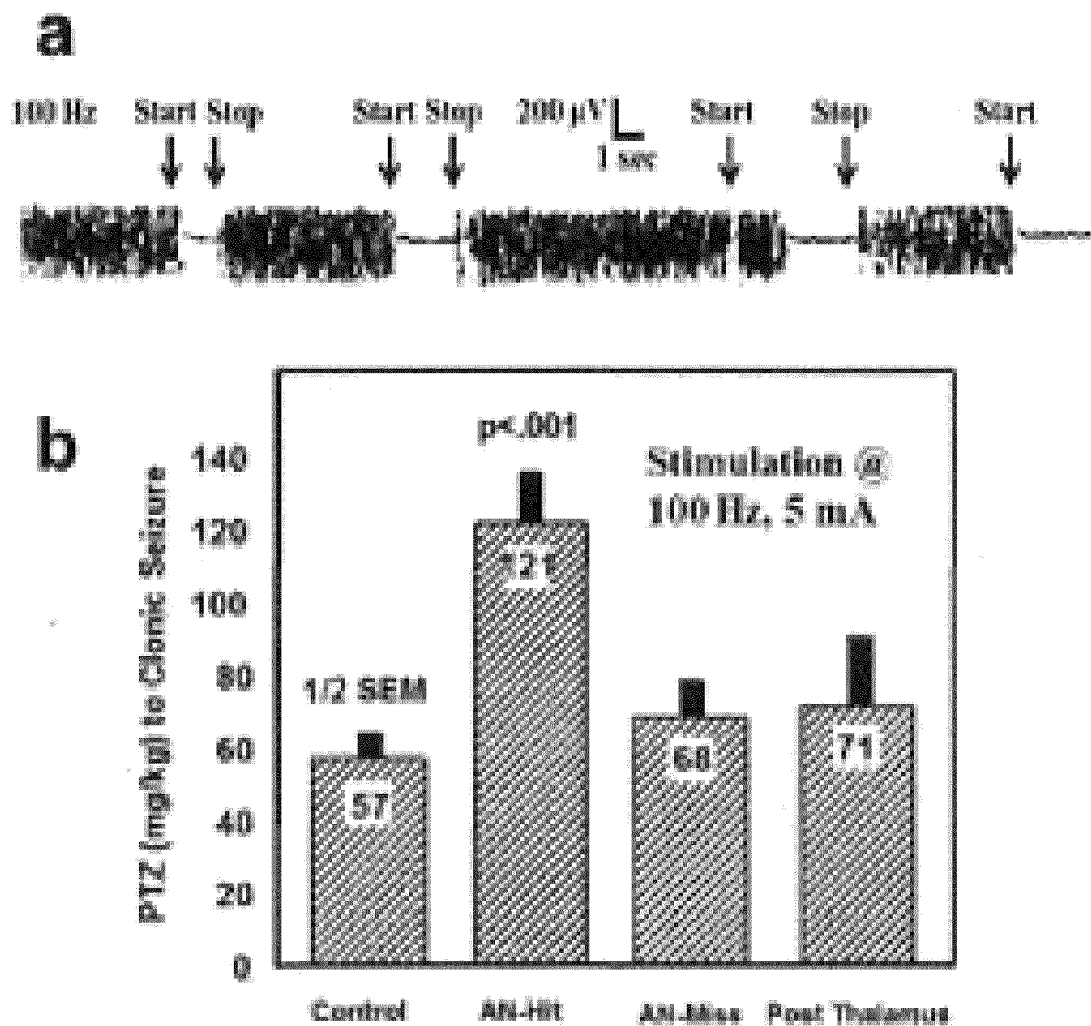 a
100 Hz Start Stop Start Stop 200 µV Start Stop Start
1 sec
b
p<.001
Stimulation @
100 Hz, 5 mA
PTZ (mg/kg) to Clonic Seizure
140
120
100
80
60
40
20
0
1/2 SEM
57
121
68
71
Control AN-Hit AN-Miss Post Thalamus